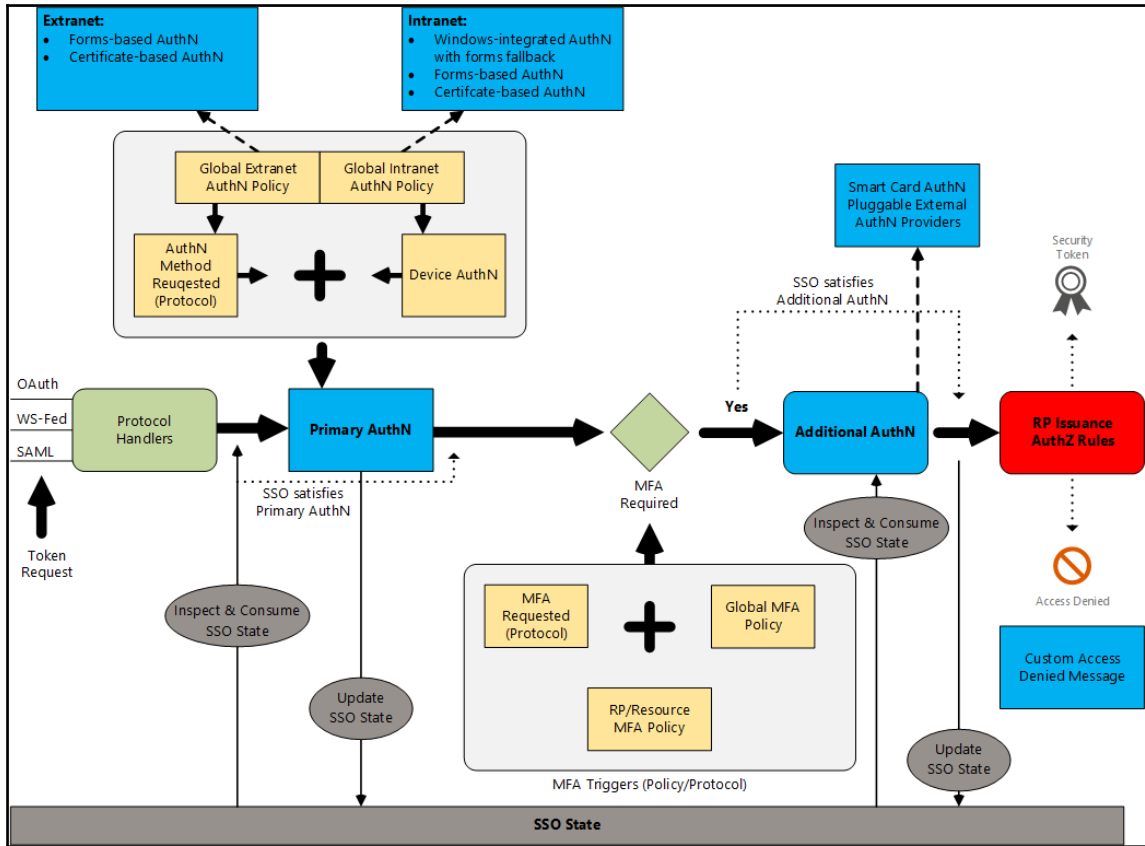 Extranet:
• Forms-based AuthN
• Certificate-based AuthN
Intranet:
• Windows-integrated AuthN
with forms fallback
• Forms-based AuthN
• Certifcate-based AuthN
Global Extranet
AuthN Policy
Global Intranet
AuthN Policy
AuthN
Method
Reuqested
(Protocol)
Device AuthN
Smart Card AuthN
Pluggable External
AuthN Providers
Security
Token
SSO satisfies
Additional AuthN
OAuth
WS-Fed
SAML
Protocol
Handlers
Primary AuthN
Yes
Additional AuthN
RP Issuance
AuthZ Rules
SSO satisfies
Primary AuthN
MFA
Required
Token
Request
Inspect & Consume
SSO State
Inspect & Consume
SSO State
MFA
Requested
(Protocol)
Global MFA
Policy
RP/Resource
MFA Policy
MFA Triggers (Policy/Protocol)
Access Denied
Custom Access
Denied Message
Update
SSO State
Update
SSO State
SSO State